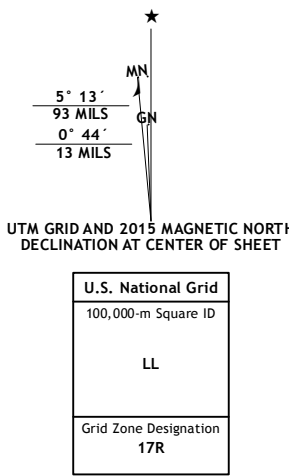 MN
5° 13´
93 MILS
GN
0° 44´
13 MILS
UTM GRID AND 2015 MAGNETIC NORTH
DECLINATION AT CENTER OF SHEET
U.S. National Grid
100,000-m Square ID
LL
Grid Zone Designation
17R